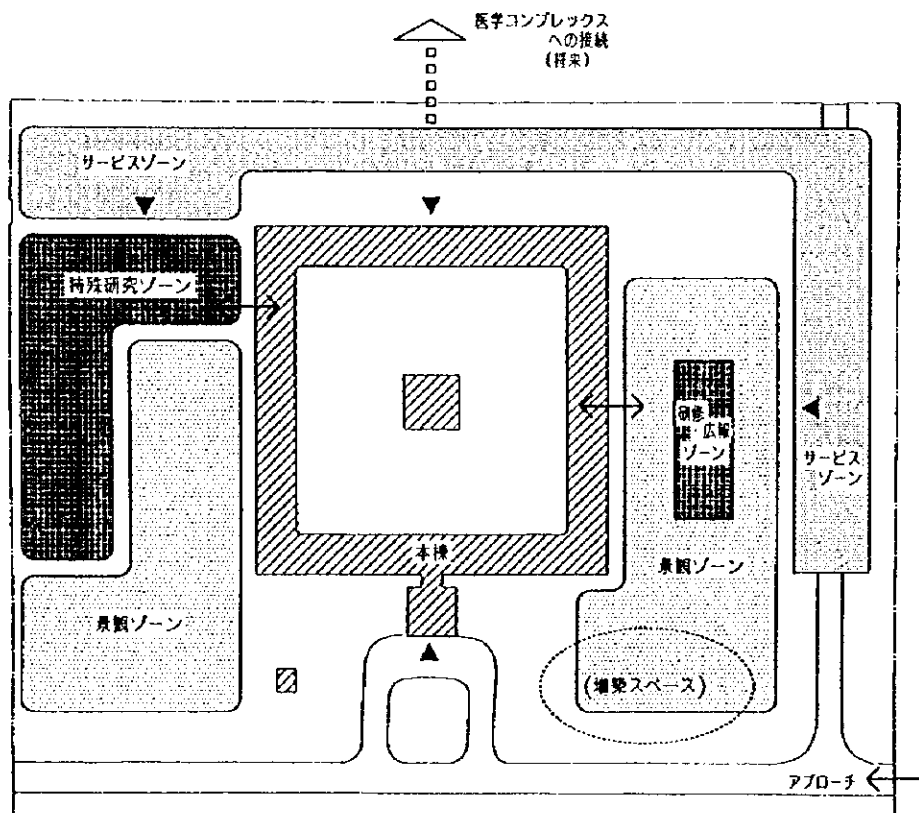 医学コンプレックス
への接続
(将来)
サービスゾーン
特殊研究ゾーン
研修
・広報
ゾーン
サービス
ゾーン
本棟
景観ゾーン
景観ゾーン
(増築スペース)
アプローチ